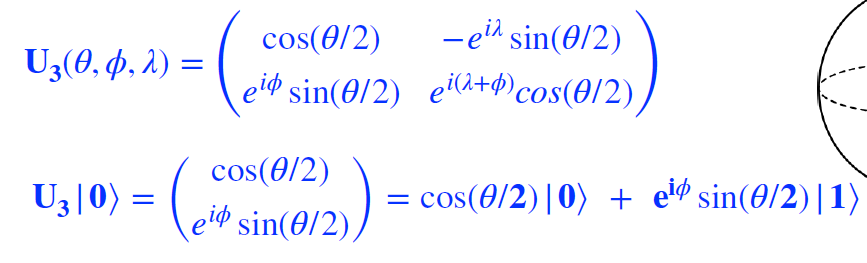 U₃(θ, ϕ, λ) = ( cos(θ/2) −e^{iλ} sin(θ/2) ; e^{iϕ} sin(θ/2) e^{i(λ+ϕ)}cos(θ/2) )
U₃|0⟩ = ( cos(θ/2) ; e^{iϕ} sin(θ/2) ) = cos(θ/2)|0⟩ + e^{iϕ} sin(θ/2)|1⟩